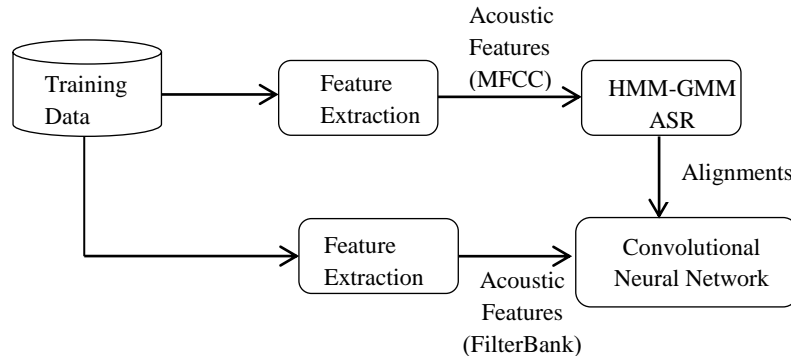 Training
Data
Feature
Extraction
Acoustic
Features
(MFCC)
HMM-GMM
ASR
Alignments
Feature
Extraction
Acoustic
Features
(FilterBank)
Convolutional
Neural Network